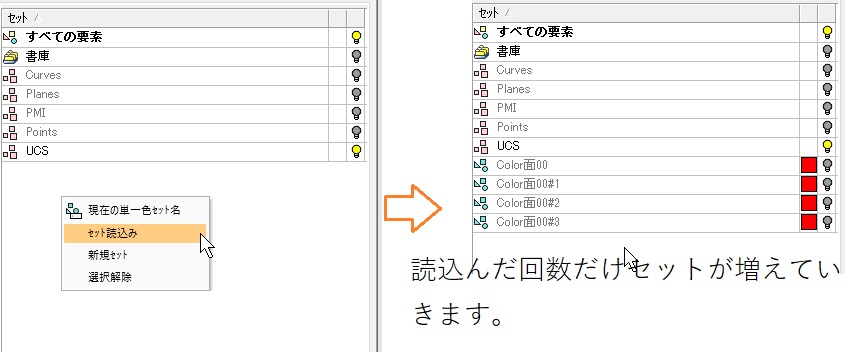 セット
すべての要素
書庫
Curves
Planes
PMI
Points
UCS
現在の単一色セット名
セット読込み
新規セット
選択解除
セット
すべての要素
書庫
Curves
Planes
PMI
Points
UCS
Color面00
Color面00#1
Color面00#2
Color面00#3
読込んだ回数だけセットが増えてい
きます。